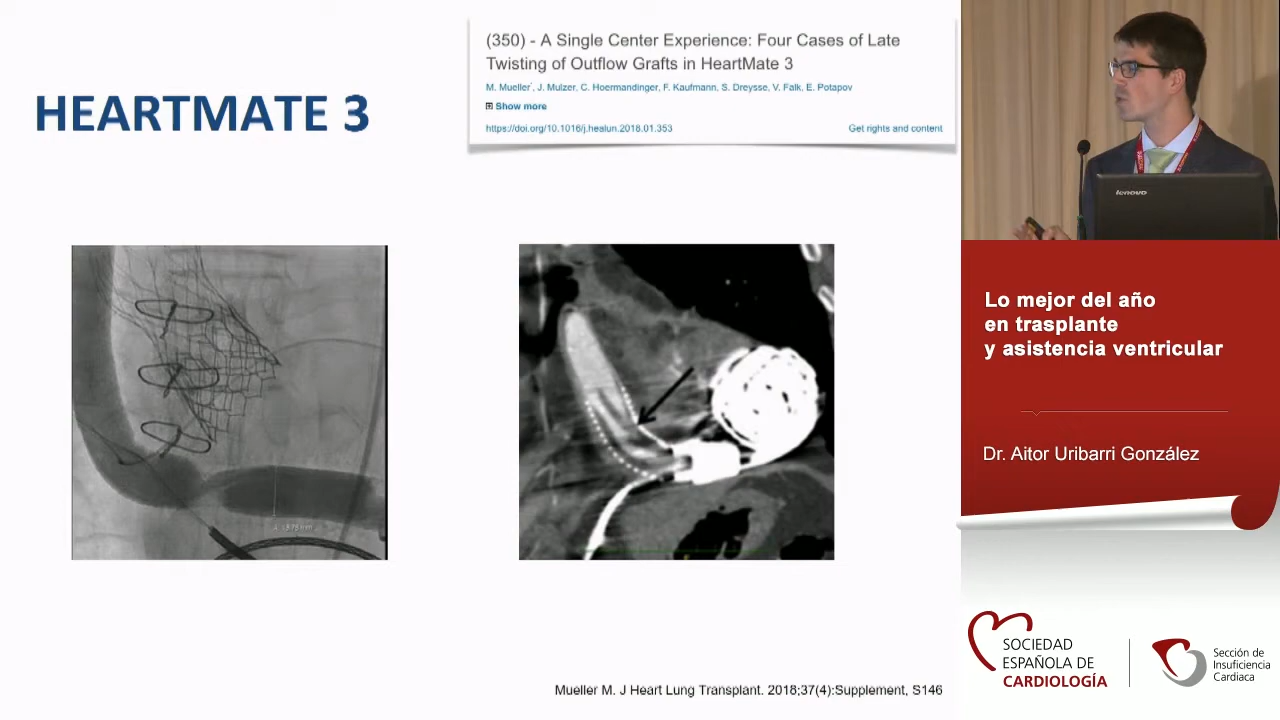 HEARTMATE 3
(350) - A Single Center Experience: Four Cases of Late
Twisting of Outflow Grafts in HeartMate 3
M. Mueller, J. Mulzer, C. Hoermandinger, F. Kaufmann, S. Dreysse, V. Falk, E. Potapov
Show more
https://doi.org/10.1016/j.healun.2018.01.353
Get rights and content
Mueller M. J Heart Lung Transplant. 2018;37(4):Supplement, S146
lenovo
Lo mejor del año
en trasplante
y asistencia ventricular
Dr. Aitor Uribarri González
SOCIEDAD
ESPAÑOLA DE
CARDIOLOGÍA
Sección de
Insuficiencia
Cardiaca